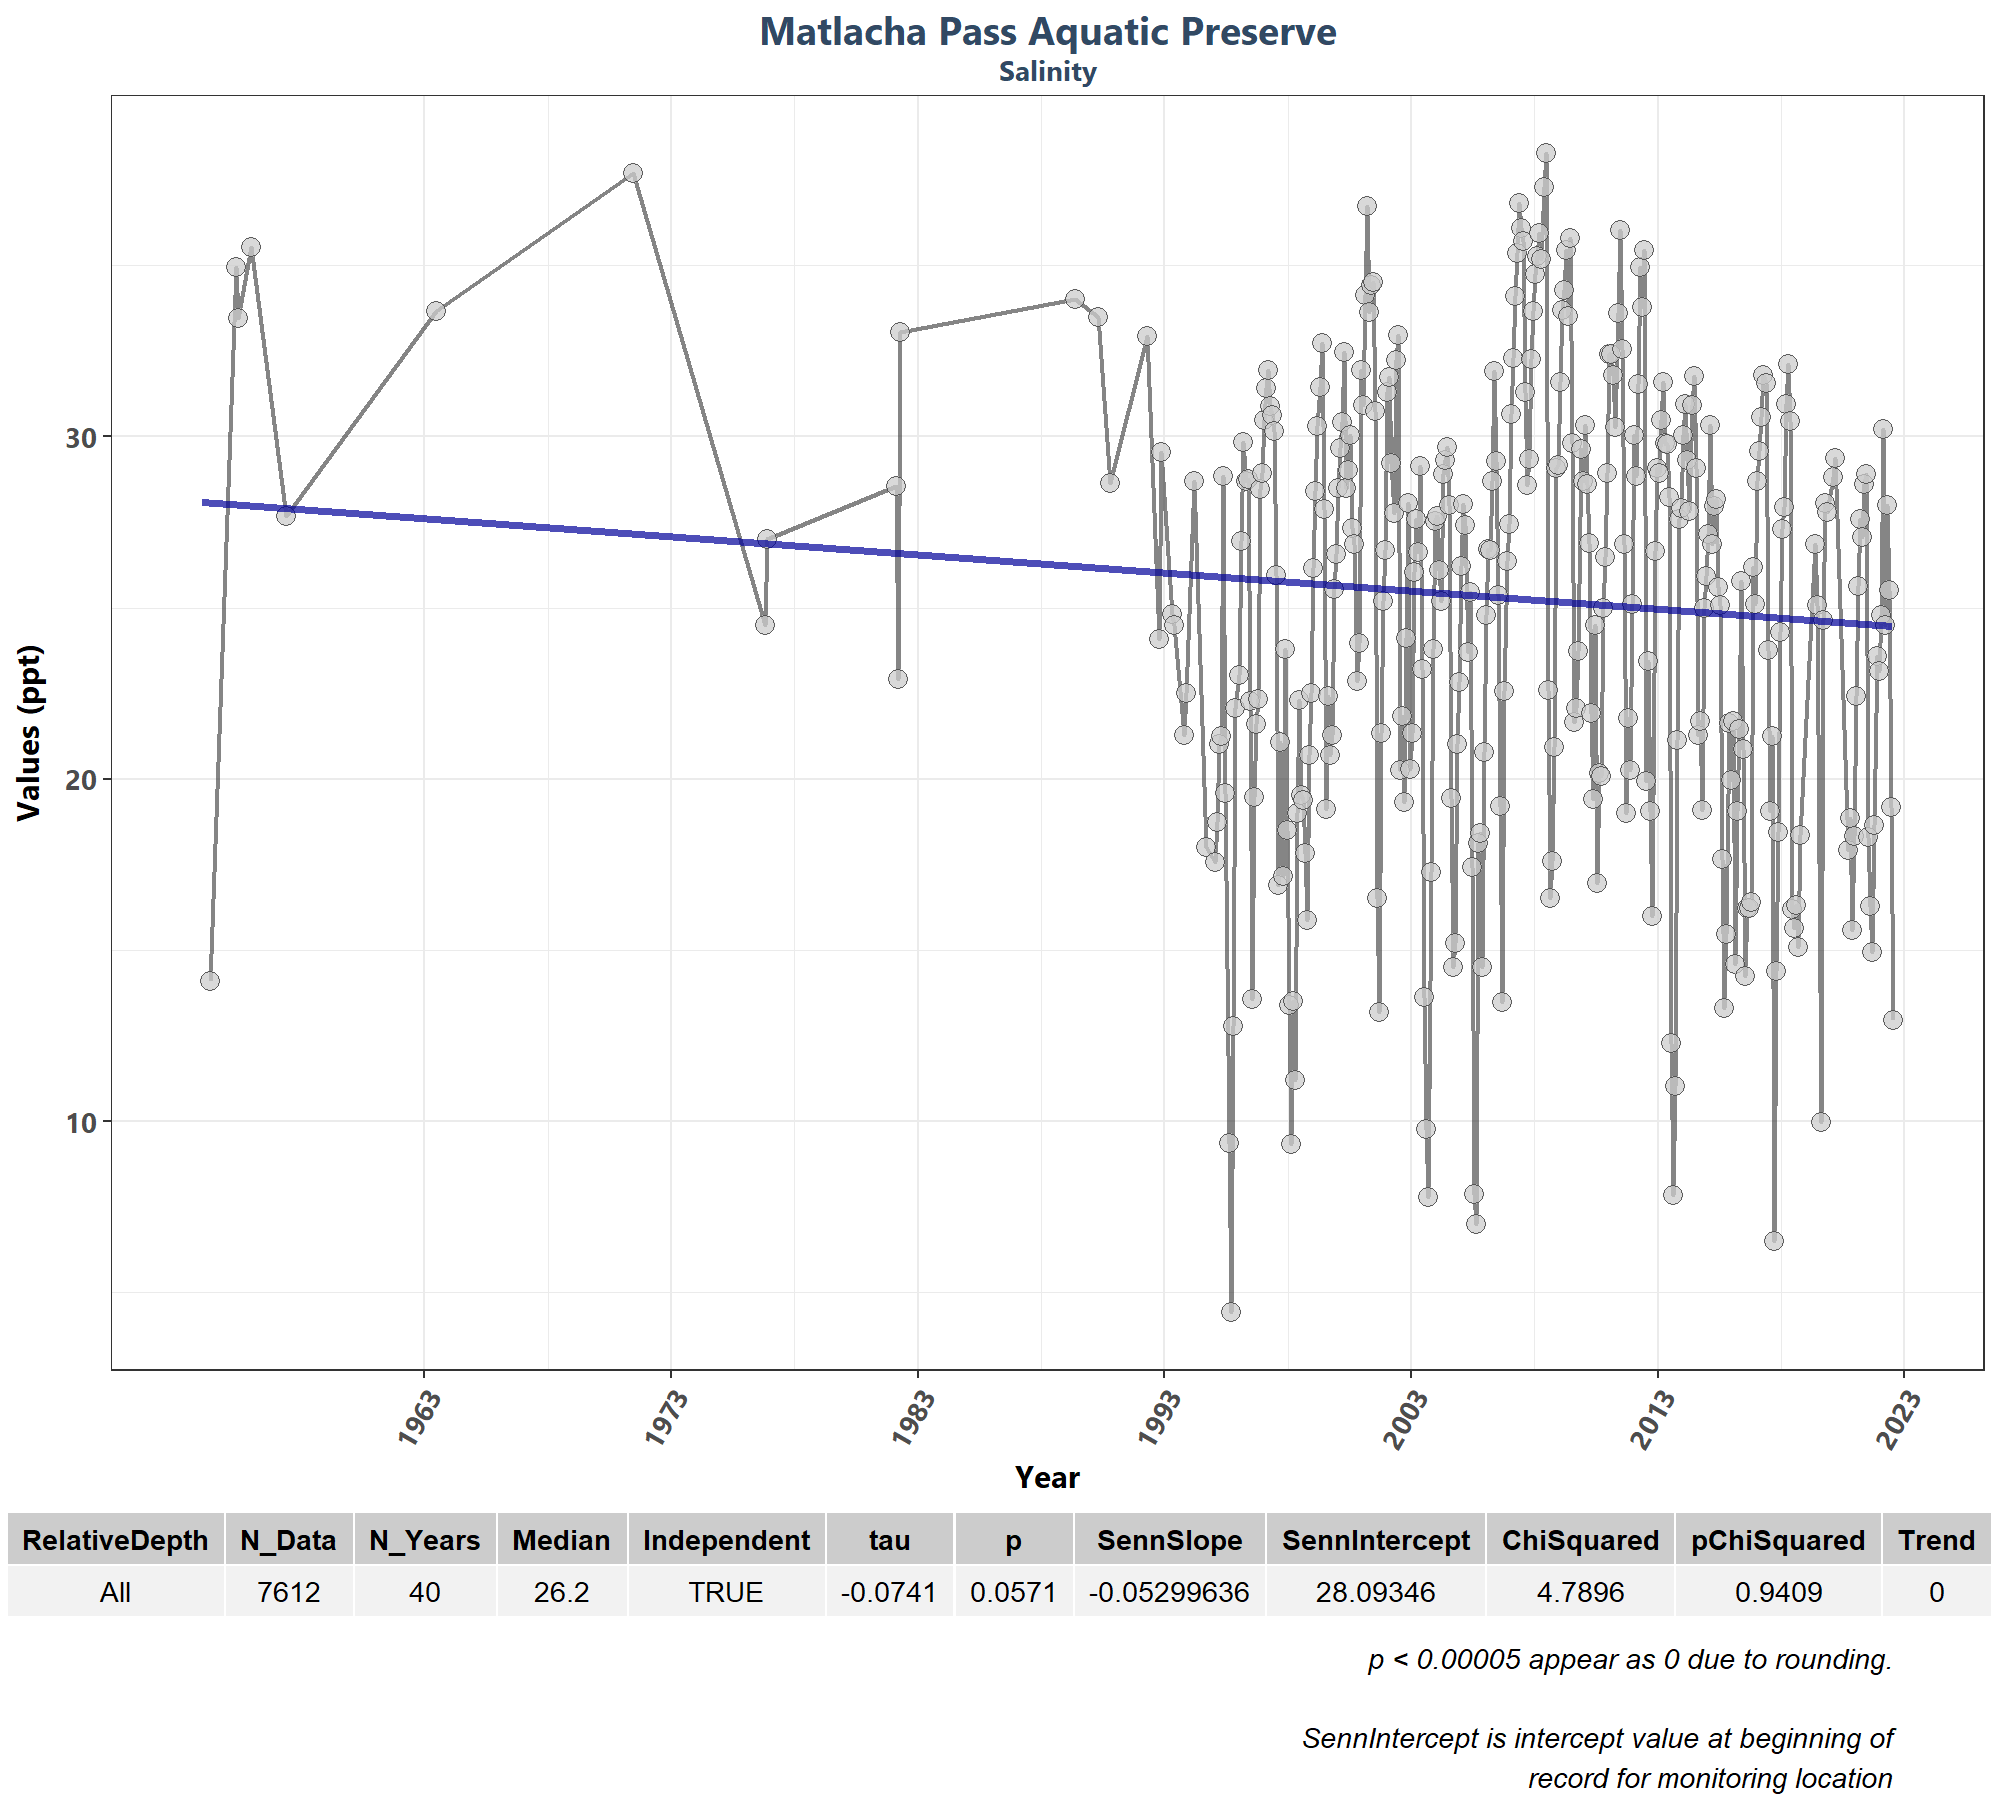 Matlacha Pass Aquatic Preserve
Salinity
Values (ppt)
30
20
10
1963 1973 1983 1993 2003 2013 2023
Year
RelativeDepth N_Data N_Years Median Independent tau p SennSlope SennIntercept ChiSquared pChiSquared Trend
All 7612 40 26.2 TRUE -0.0741 0.0571 -0.05299636 28.09346 4.7896 0.9409 0
p < 0.00005 appear as 0 due to rounding.
SennIntercept is intercept value at beginning of
record for monitoring location